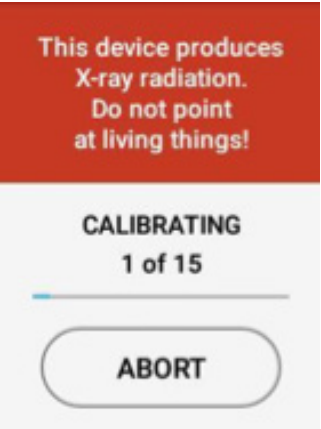 This device produces
X-ray radiation.
Do not point
at living things!
CALIBRATING
1 of 15
ABORT